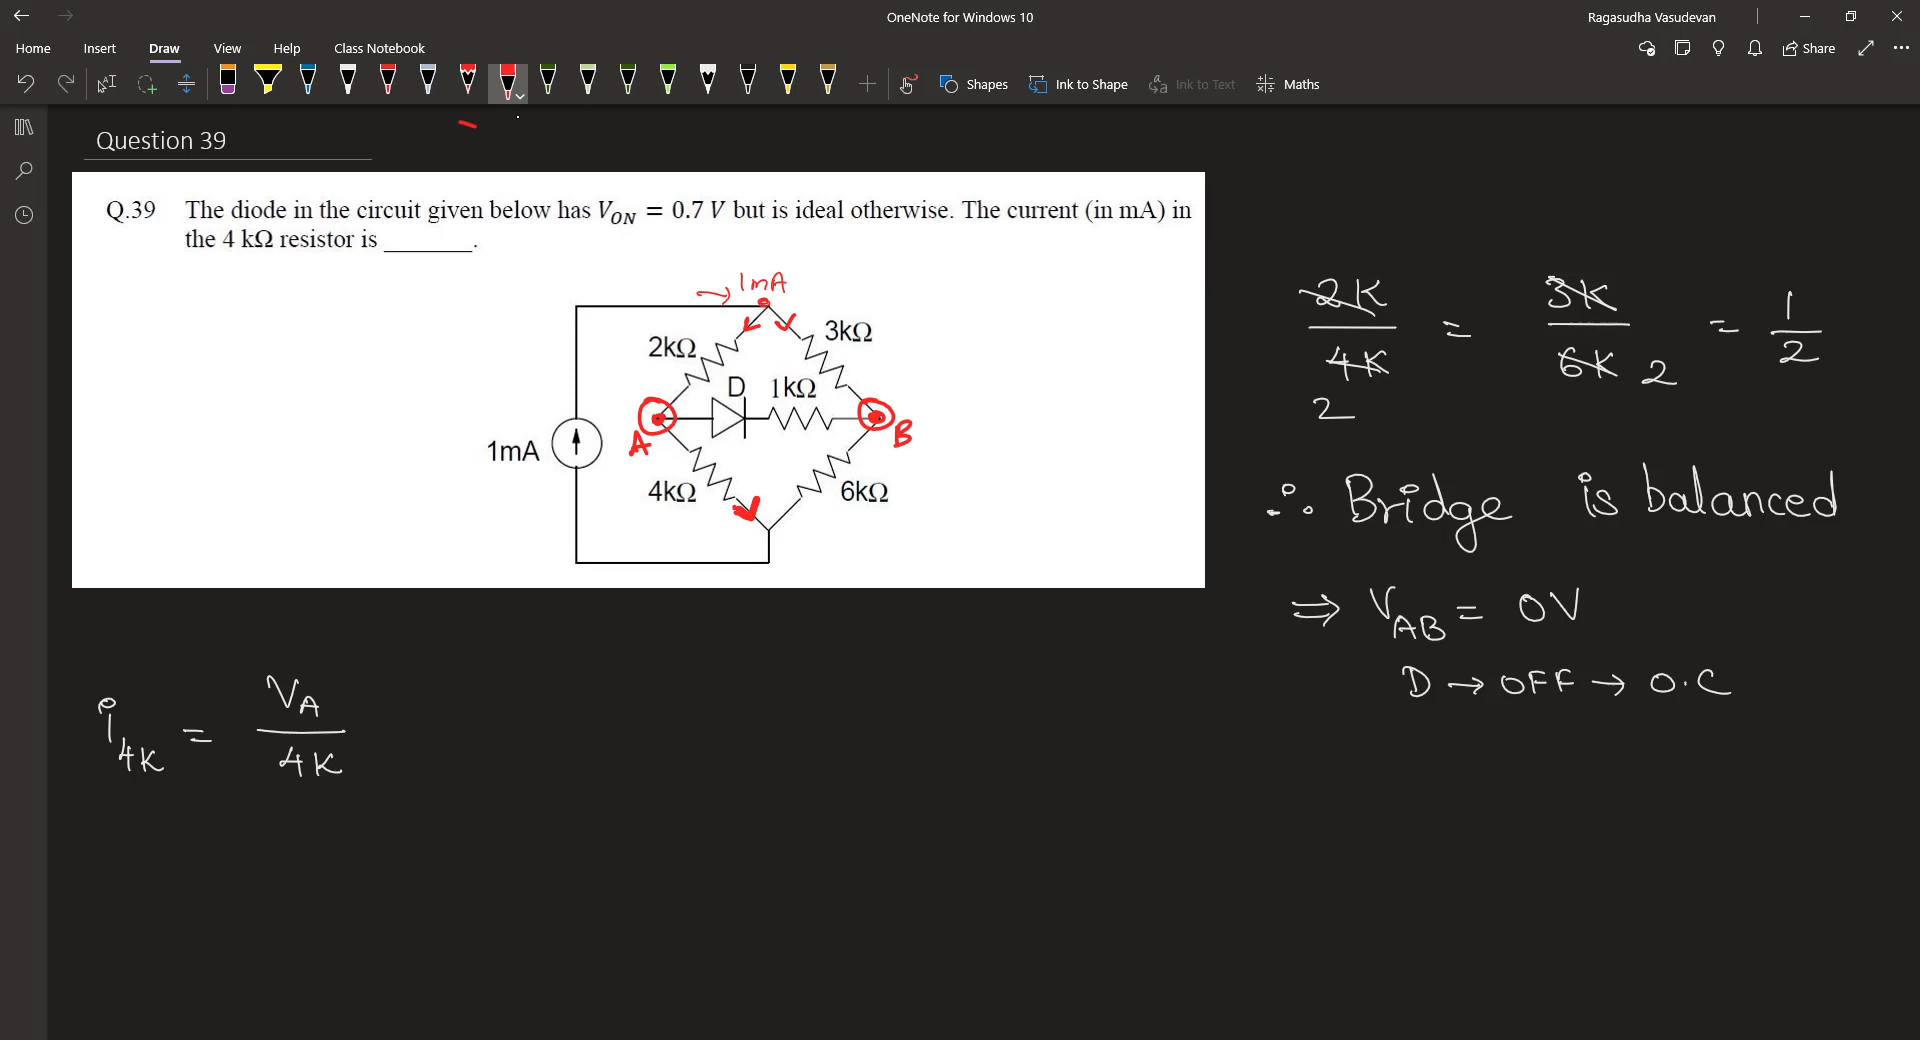 OneNote for Windows 10
Ragasudha Vasudevan
Home Insert Draw View Help Class Notebook
Share
Shapes Ink to Shape Ink to Text Maths
Question 39
Q.39 The diode in the circuit given below has V_ON = 0.7 V but is ideal otherwise. The current (in mA) in
the 4 kΩ resistor is _______.
→ 1mA
2kΩ 3kΩ
D 1kΩ
A B
1mA
4kΩ 6kΩ
2K/4K = 3K/6K = 1/2
2 2
∴ Bridge is balanced
⇒ V_AB = 0V
D → OFF → O.C
i_4K = V_A/4K